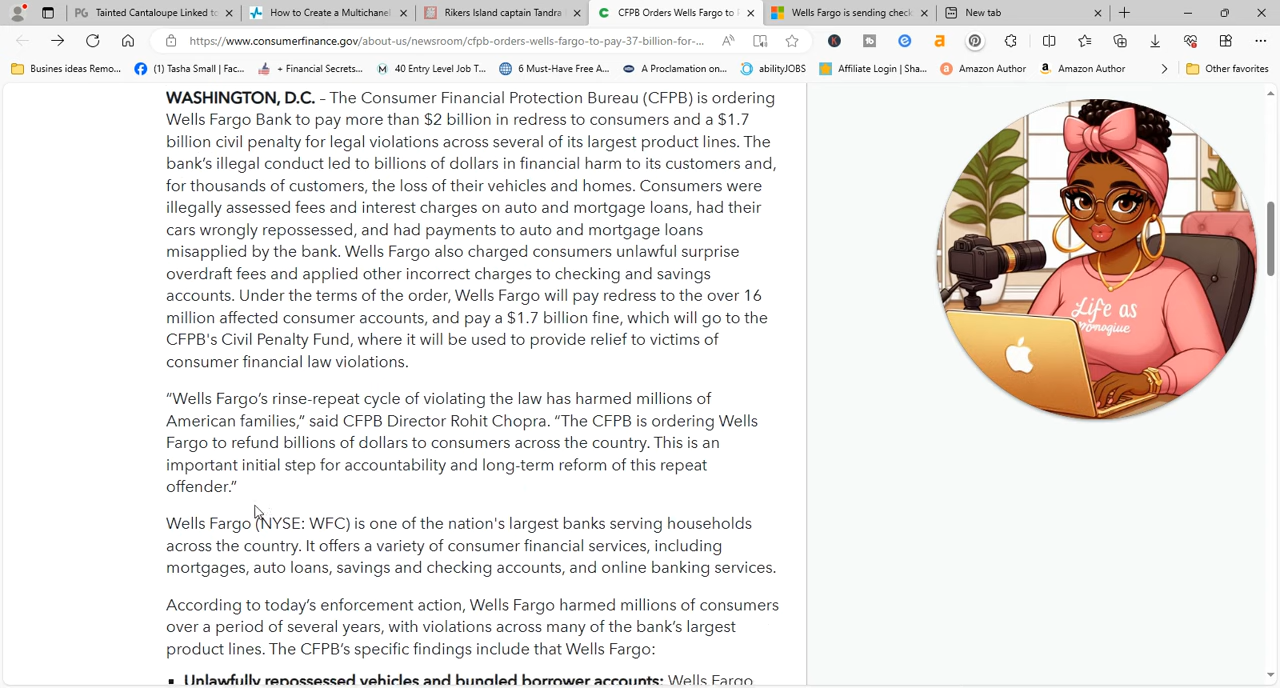 PG Tainted Cantaloupe Linked to
How to Create a Multichanel
Rikers Island captain Tandra
CFPB Orders Wells Fargo to
Wells Fargo is sending check
New tab
https://www.consumerfinance.gov/about-us/newsroom/cfpb-orders-wells-fargo-to-pay-37-billion-for-...
Busines ideas Remo...
(1) Tasha Small | Fac...
+ Financial Secrets...
40 Entry Level Job T...
6 Must-Have Free A...
A Proclamation on...
abilityJOBS
Affiliate Login | Sha...
Amazon Author
Amazon Author
Other favorites
WASHINGTON, D.C. – The Consumer Financial Protection Bureau (CFPB) is ordering
Wells Fargo Bank to pay more than $2 billion in redress to consumers and a $1.7
billion civil penalty for legal violations across several of its largest product lines. The
bank's illegal conduct led to billions of dollars in financial harm to its customers and,
for thousands of customers, the loss of their vehicles and homes. Consumers were
illegally assessed fees and interest charges on auto and mortgage loans, had their
cars wrongly repossessed, and had payments to auto and mortgage loans
misapplied by the bank. Wells Fargo also charged consumers unlawful surprise
overdraft fees and applied other incorrect charges to checking and savings
accounts. Under the terms of the order, Wells Fargo will pay redress to the over 16
million affected consumer accounts, and pay a $1.7 billion fine, which will go to the
CFPB's Civil Penalty Fund, where it will be used to provide relief to victims of
consumer financial law violations.
“Wells Fargo's rinse-repeat cycle of violating the law has harmed millions of
American families,” said CFPB Director Rohit Chopra. “The CFPB is ordering Wells
Fargo to refund billions of dollars to consumers across the country. This is an
important initial step for accountability and long-term reform of this repeat
offender.”
Wells Fargo (NYSE: WFC) is one of the nation's largest banks serving households
across the country. It offers a variety of consumer financial services, including
mortgages, auto loans, savings and checking accounts, and online banking services.
According to today's enforcement action, Wells Fargo harmed millions of consumers
over a period of several years, with violations across many of the bank's largest
product lines. The CFPB's specific findings include that Wells Fargo:
Unlawfully repossessed vehicles and bungled borrower accounts: Wells Fargo
Life as